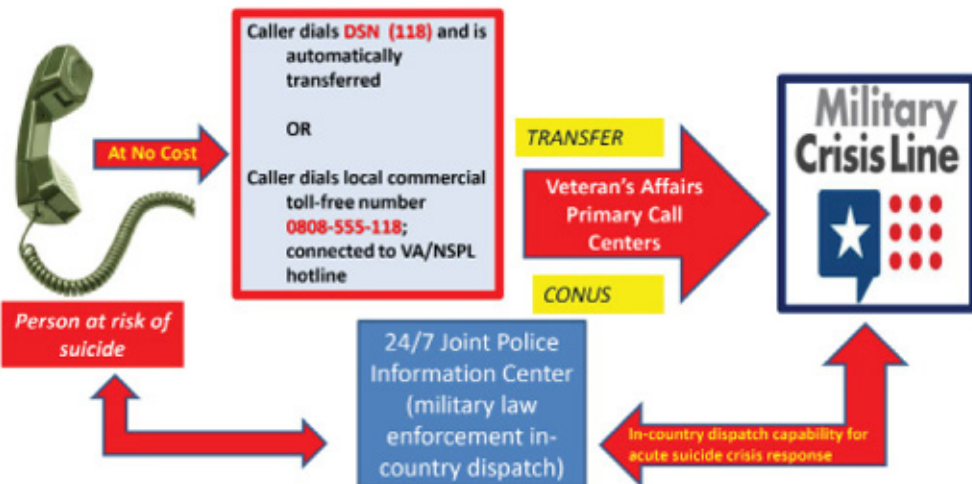 Caller dials DSN (118) and is
automatically
transferred
OR
Caller dials local commercial
toll-free number
0808-555-118;
connected to VA/NSPL
hotline
At No Cost
TRANSFER
Veteran's Affairs
Primary Call
Centers
CONUS
Military
Crisis Line
Person at risk of
suicide
24/7 Joint Police
Information Center
(military law
enforcement in-
country dispatch)
In-country dispatch capability for
acute suicide crisis response